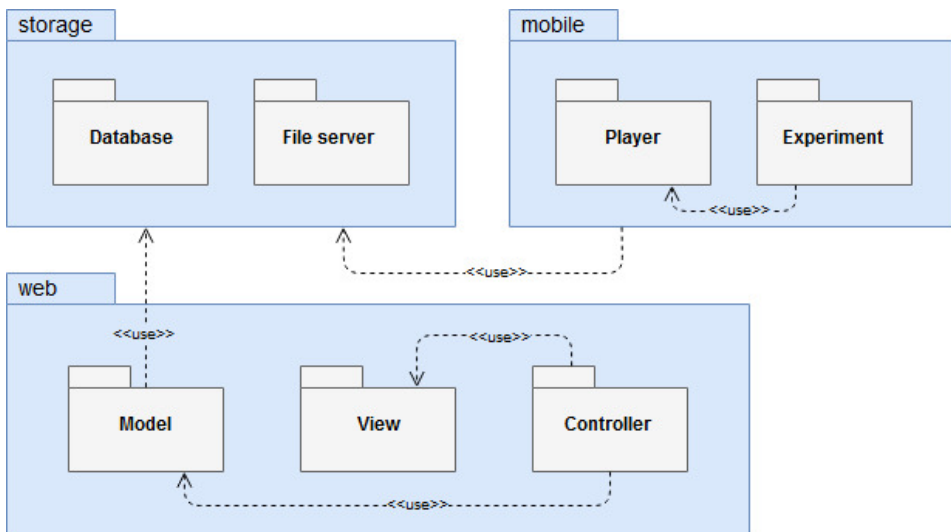 storage
mobile
Database
File server
Player
Experiment
<<use>>
<<use>>
web
<<use>>
<<use>>
Model
View
Controller
<<use>>